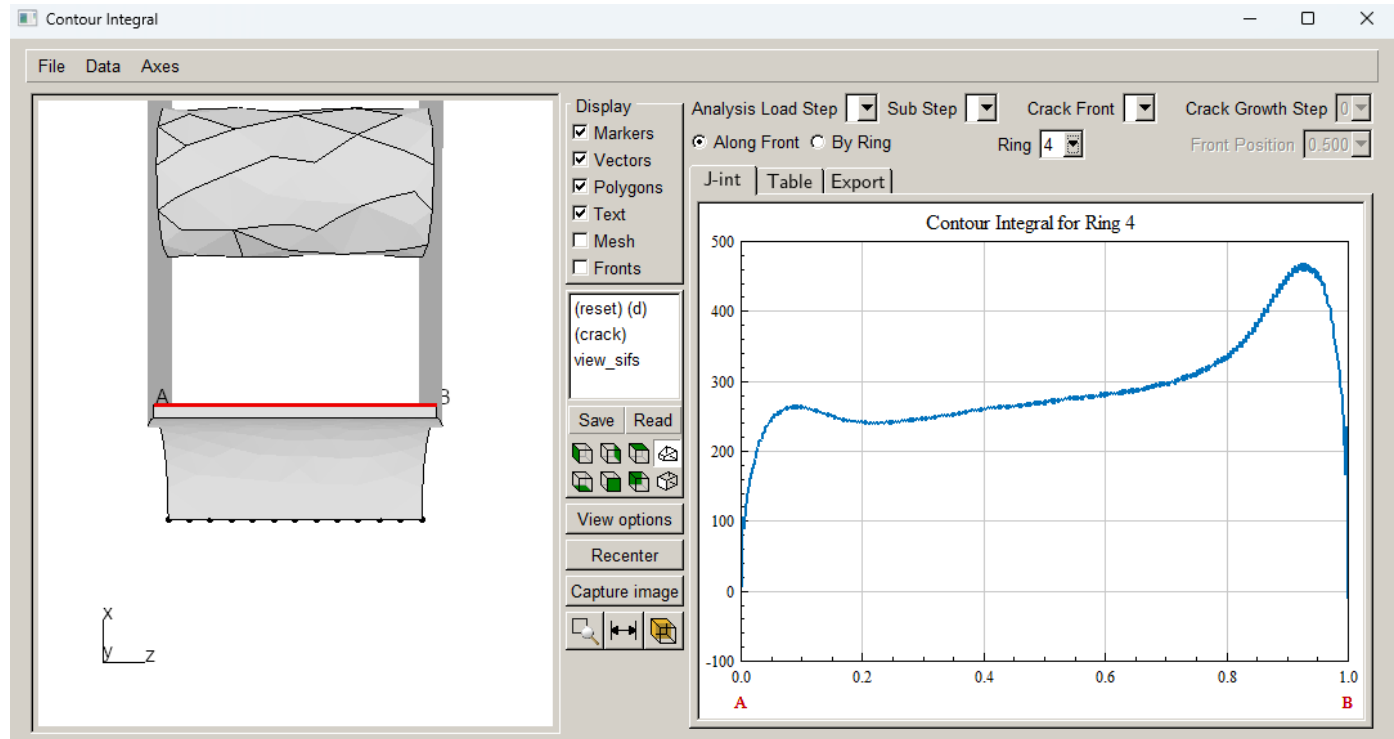 Contour Integral
File Data Axes
Display
Markers
Vectors
Polygons
Text
Mesh
Fronts
(reset) (d)
(crack)
view_sifs
Save Read
View options
Recenter
Capture image
A B
x
y z
Analysis Load Step Sub Step Crack Front Crack Growth Step 0
Along Front By Ring Ring 4 Front Position 0.500
J-int Table Export
Contour Integral for Ring 4
500
400
300
200
100
0
-100
0.0 0.2 0.4 0.6 0.8 1.0
A B